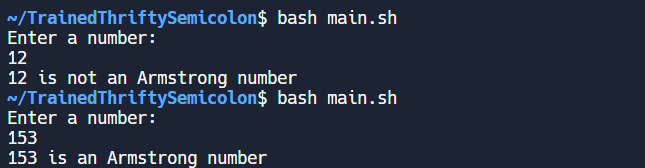 ~/TrainedThriftySemicolon$ bash main.sh
Enter a number:
12
12 is not an Armstrong number
~/TrainedThriftySemicolon$ bash main.sh
Enter a number:
153
153 is an Armstrong number